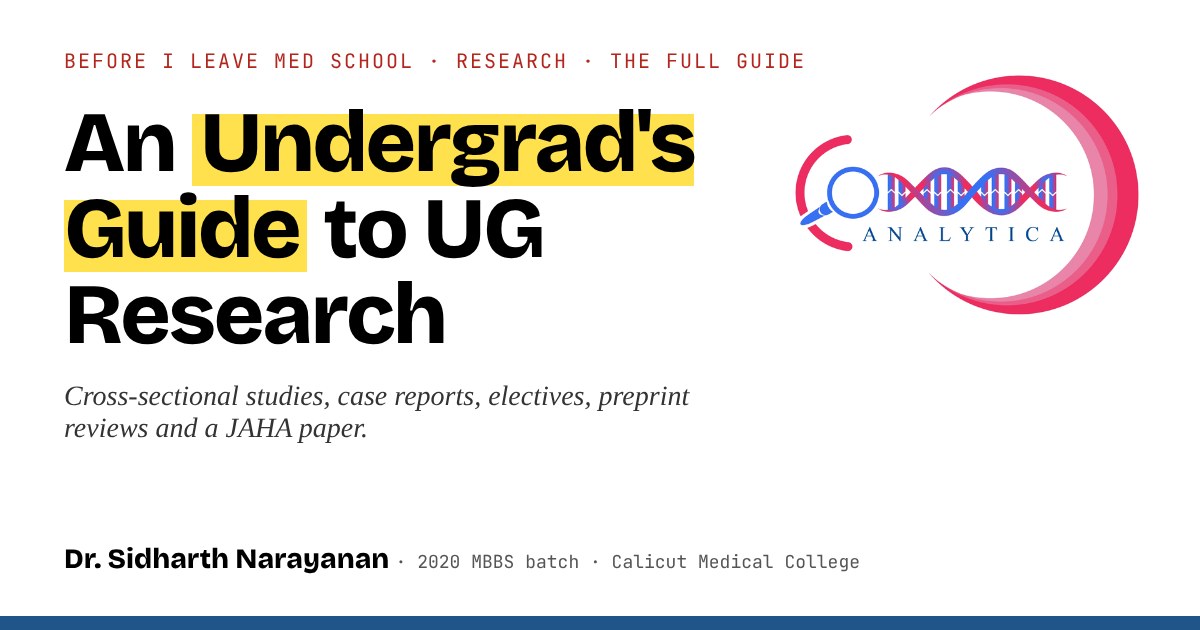 BEFORE I LEAVE MED SCHOOL · RESEARCH · THE FULL GUIDE
An Undergrad's
Guide to UG
Research
ANALYTICA
Cross-sectional studies, case reports, electives, preprint
reviews and a JAHA paper.
Dr. Sidharth Narayanan · 2020 MBBS batch · Calicut Medical College